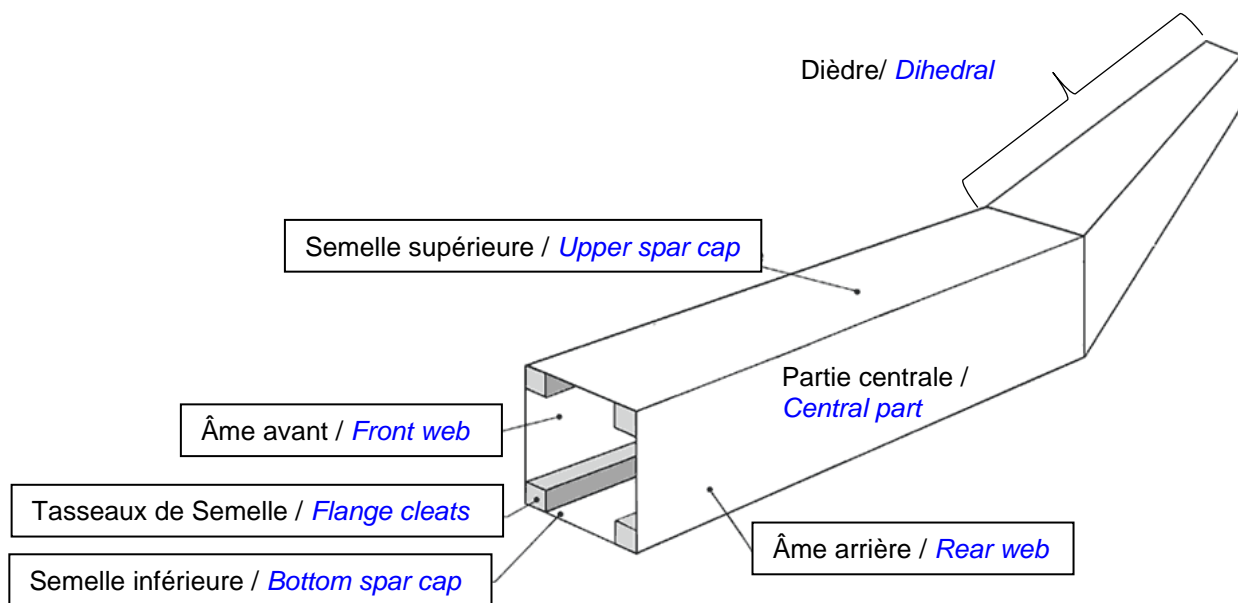 Dièdre/ Dihedral
Semelle supérieure / Upper spar cap
Partie centrale /
Central part
Âme avant / Front web
Tasseaux de Semelle / Flange cleats
Âme arrière / Rear web
Semelle inférieure / Bottom spar cap